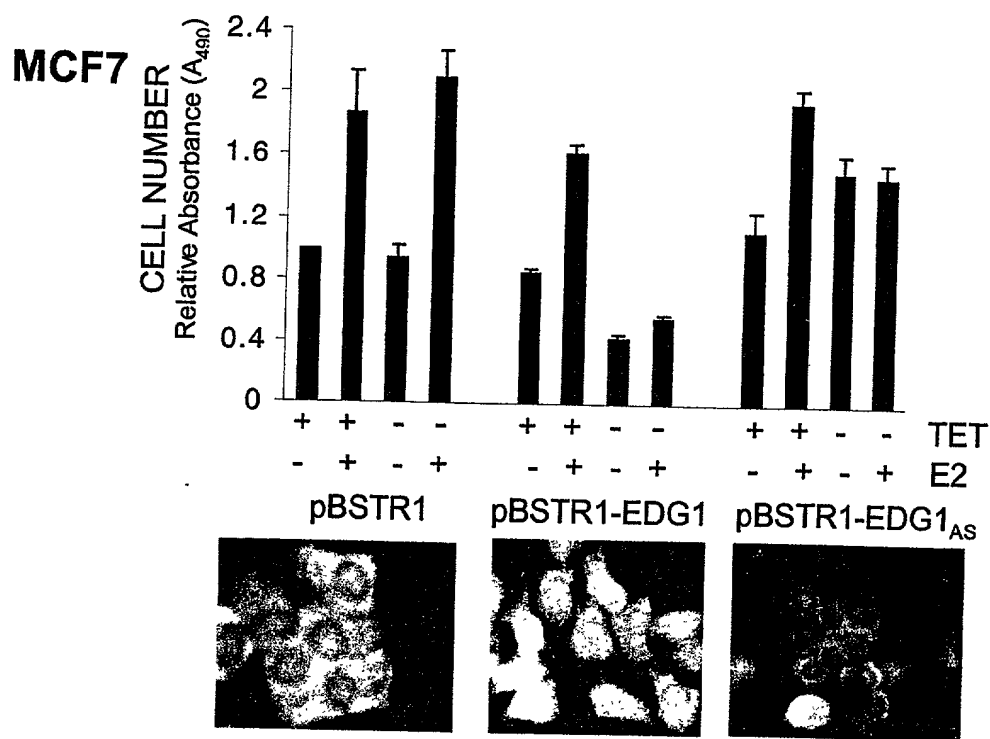 MCF7
CELL NUMBER
Relative Absorbance (A490)
2.4
2
1.6
1.2
0.8
0.4
0
+ + - - + + - - + + - - TET
- + - + - + - + - + - + E2
pBSTR1 pBSTR1-EDG1 pBSTR1-EDG1AS